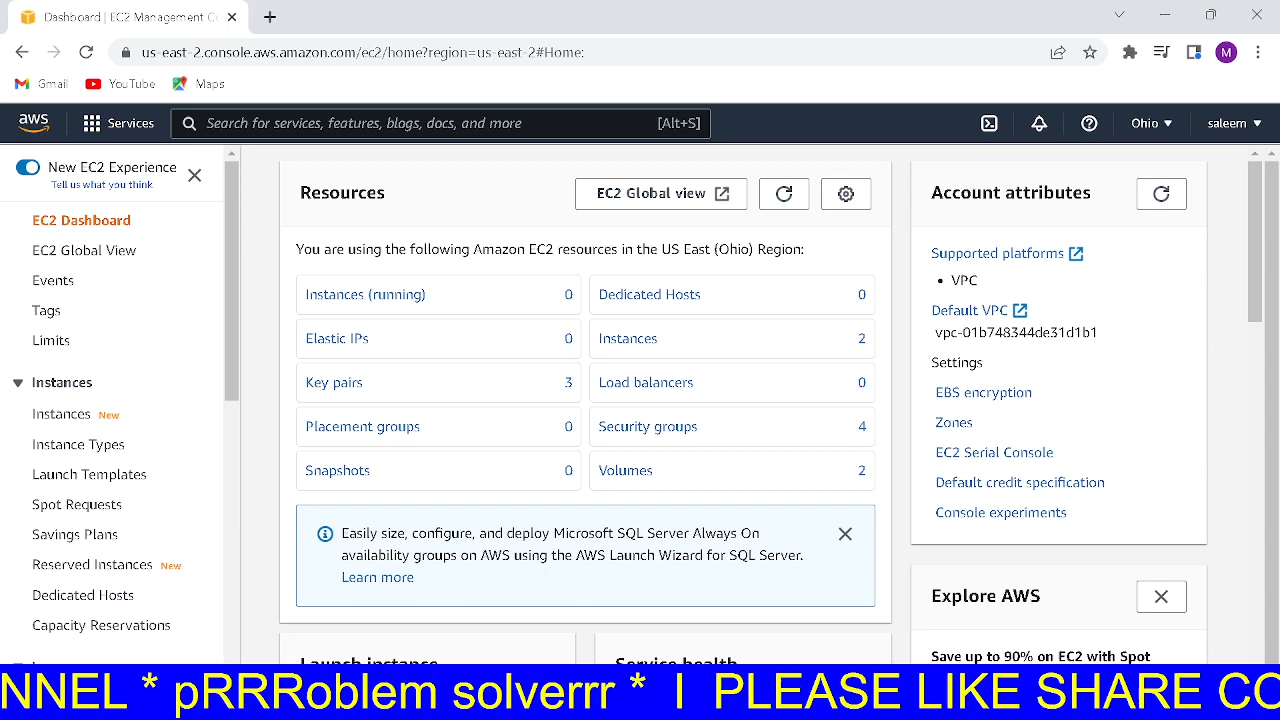 Dashboard | EC2 Management Co
us-east-2.console.aws.amazon.com/ec2/home?region=us-east-2#Home:
M
Gmail
YouTube
Maps
aws
Services
Search for services, features, blogs, docs, and more
[Alt+S]
Ohio
saleem
New EC2 Experience
Tell us what you think
EC2 Dashboard
EC2 Global View
Events
Tags
Limits
Instances
Instances New
Instance Types
Launch Templates
Spot Requests
Savings Plans
Reserved Instances New
Dedicated Hosts
Capacity Reservations
Resources
EC2 Global view
You are using the following Amazon EC2 resources in the US East (Ohio) Region:
Instances (running) 0
Dedicated Hosts 0
Elastic IPs 0
Instances 2
Key pairs 3
Load balancers 0
Placement groups 0
Security groups 4
Snapshots 0
Volumes 2
Easily size, configure, and deploy Microsoft SQL Server Always On
availability groups on AWS using the AWS Launch Wizard for SQL Server.
Learn more
Launch instance
Service health
Account attributes
Supported platforms
• VPC
Default VPC
vpc-01b748344de31d1b1
Settings
EBS encryption
Zones
EC2 Serial Console
Default credit specification
Console experiments
Explore AWS
Save up to 90% on EC2 with Spot
NNEL * pRRRoblem solverrr * I PLEASE LIKE SHARE CO